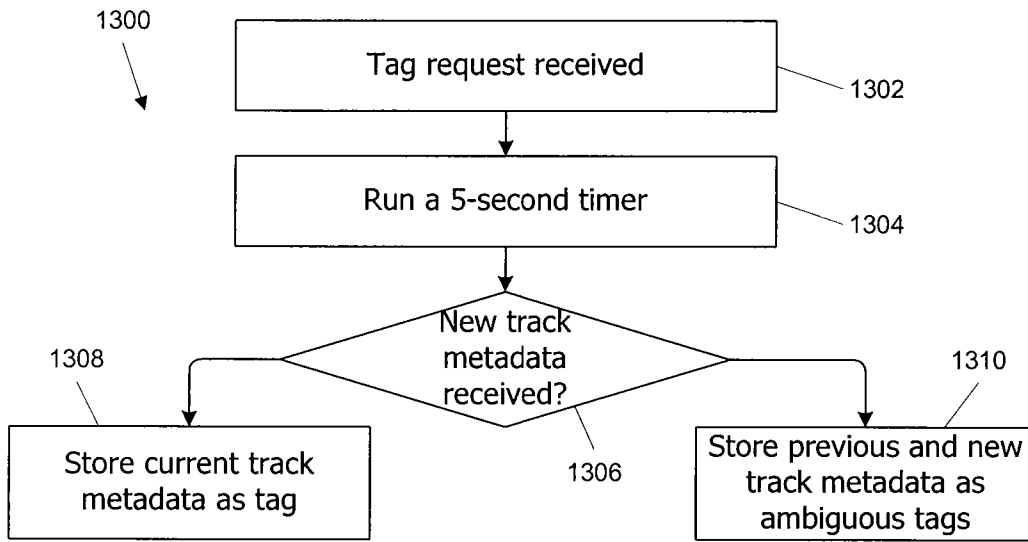 1300
Tag request received
1302
Run a 5-second timer
1304
New track
metadada
received?
1306
1308
Store current track
metadata as tag
1310
Store previous and new
track metadata as
ambiguous tags